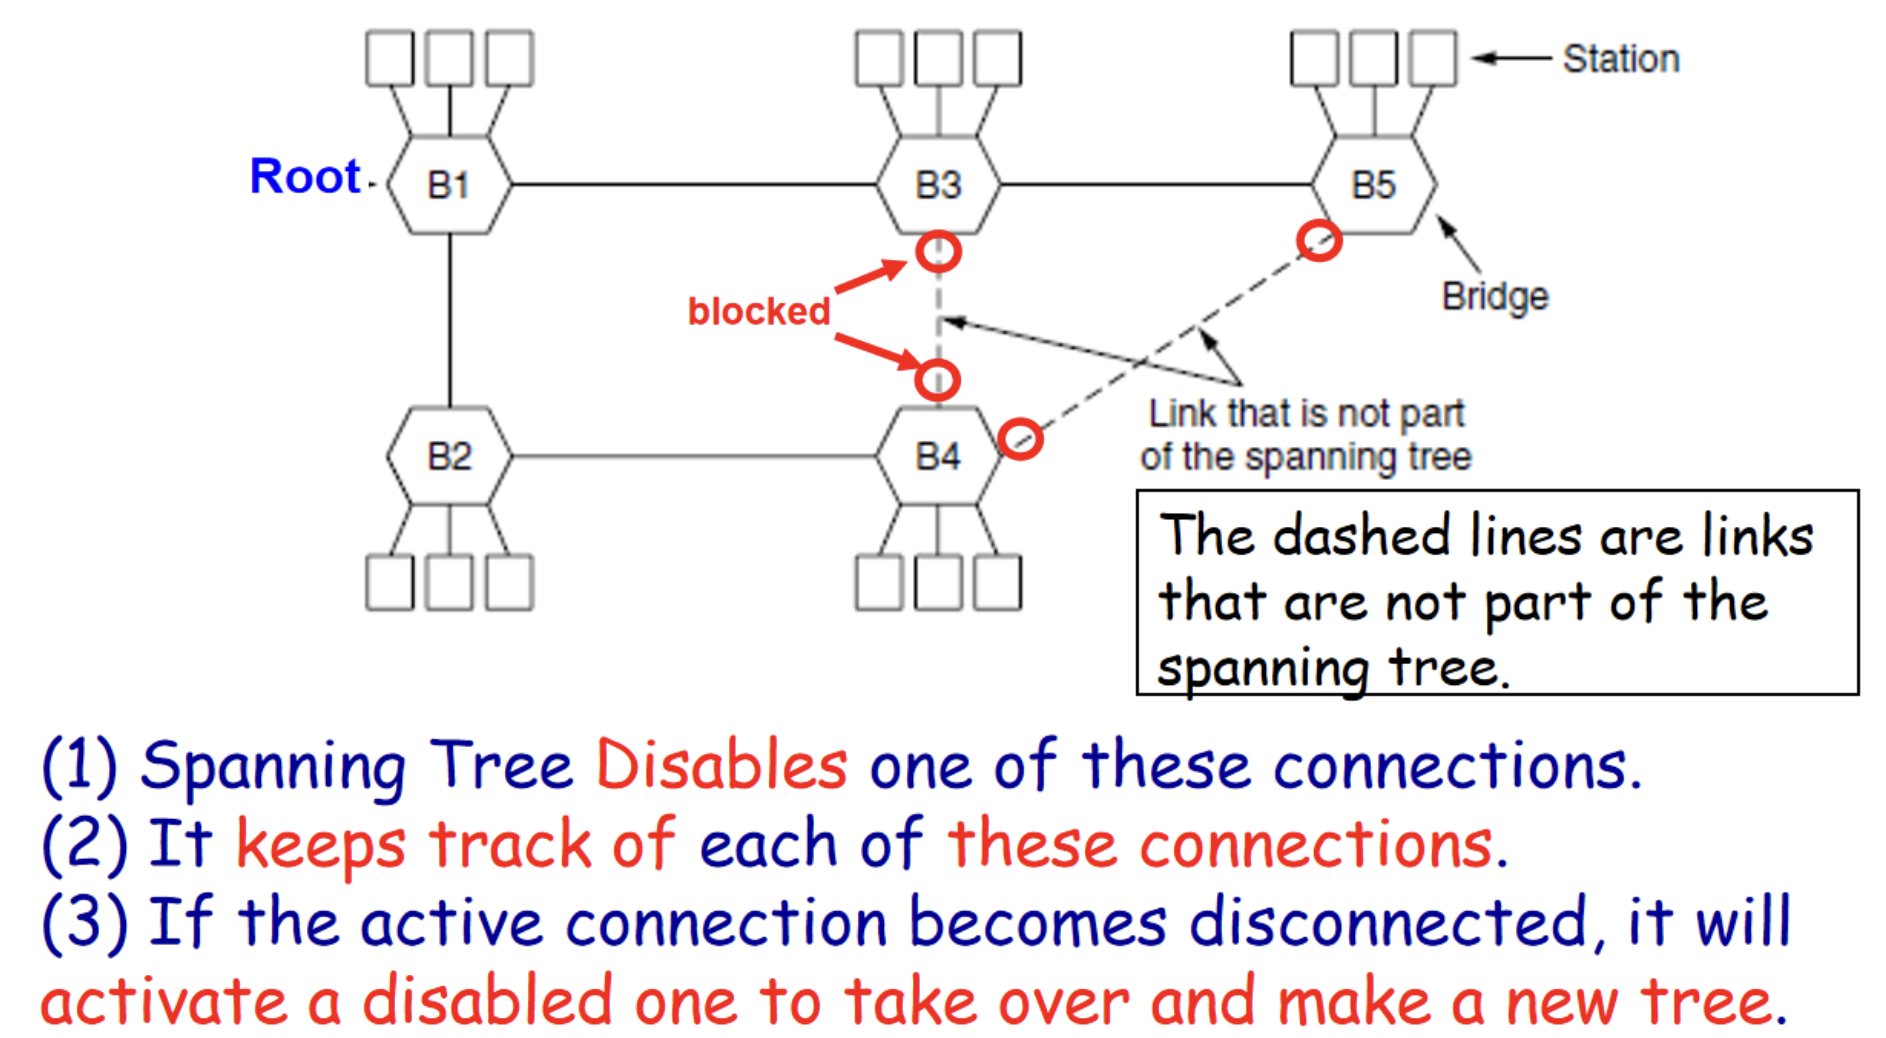 Station
Root
B1
B3
B5
blocked
Bridge
B2
B4
Link that is not part
of the spanning tree
The dashed lines are links
that are not part of the
spanning tree.
(1) Spanning Tree Disables one of these connections.
(2) It keeps track of each of these connections.
(3) If the active connection becomes disconnected, it will
activate a disabled one to take over and make a new tree.